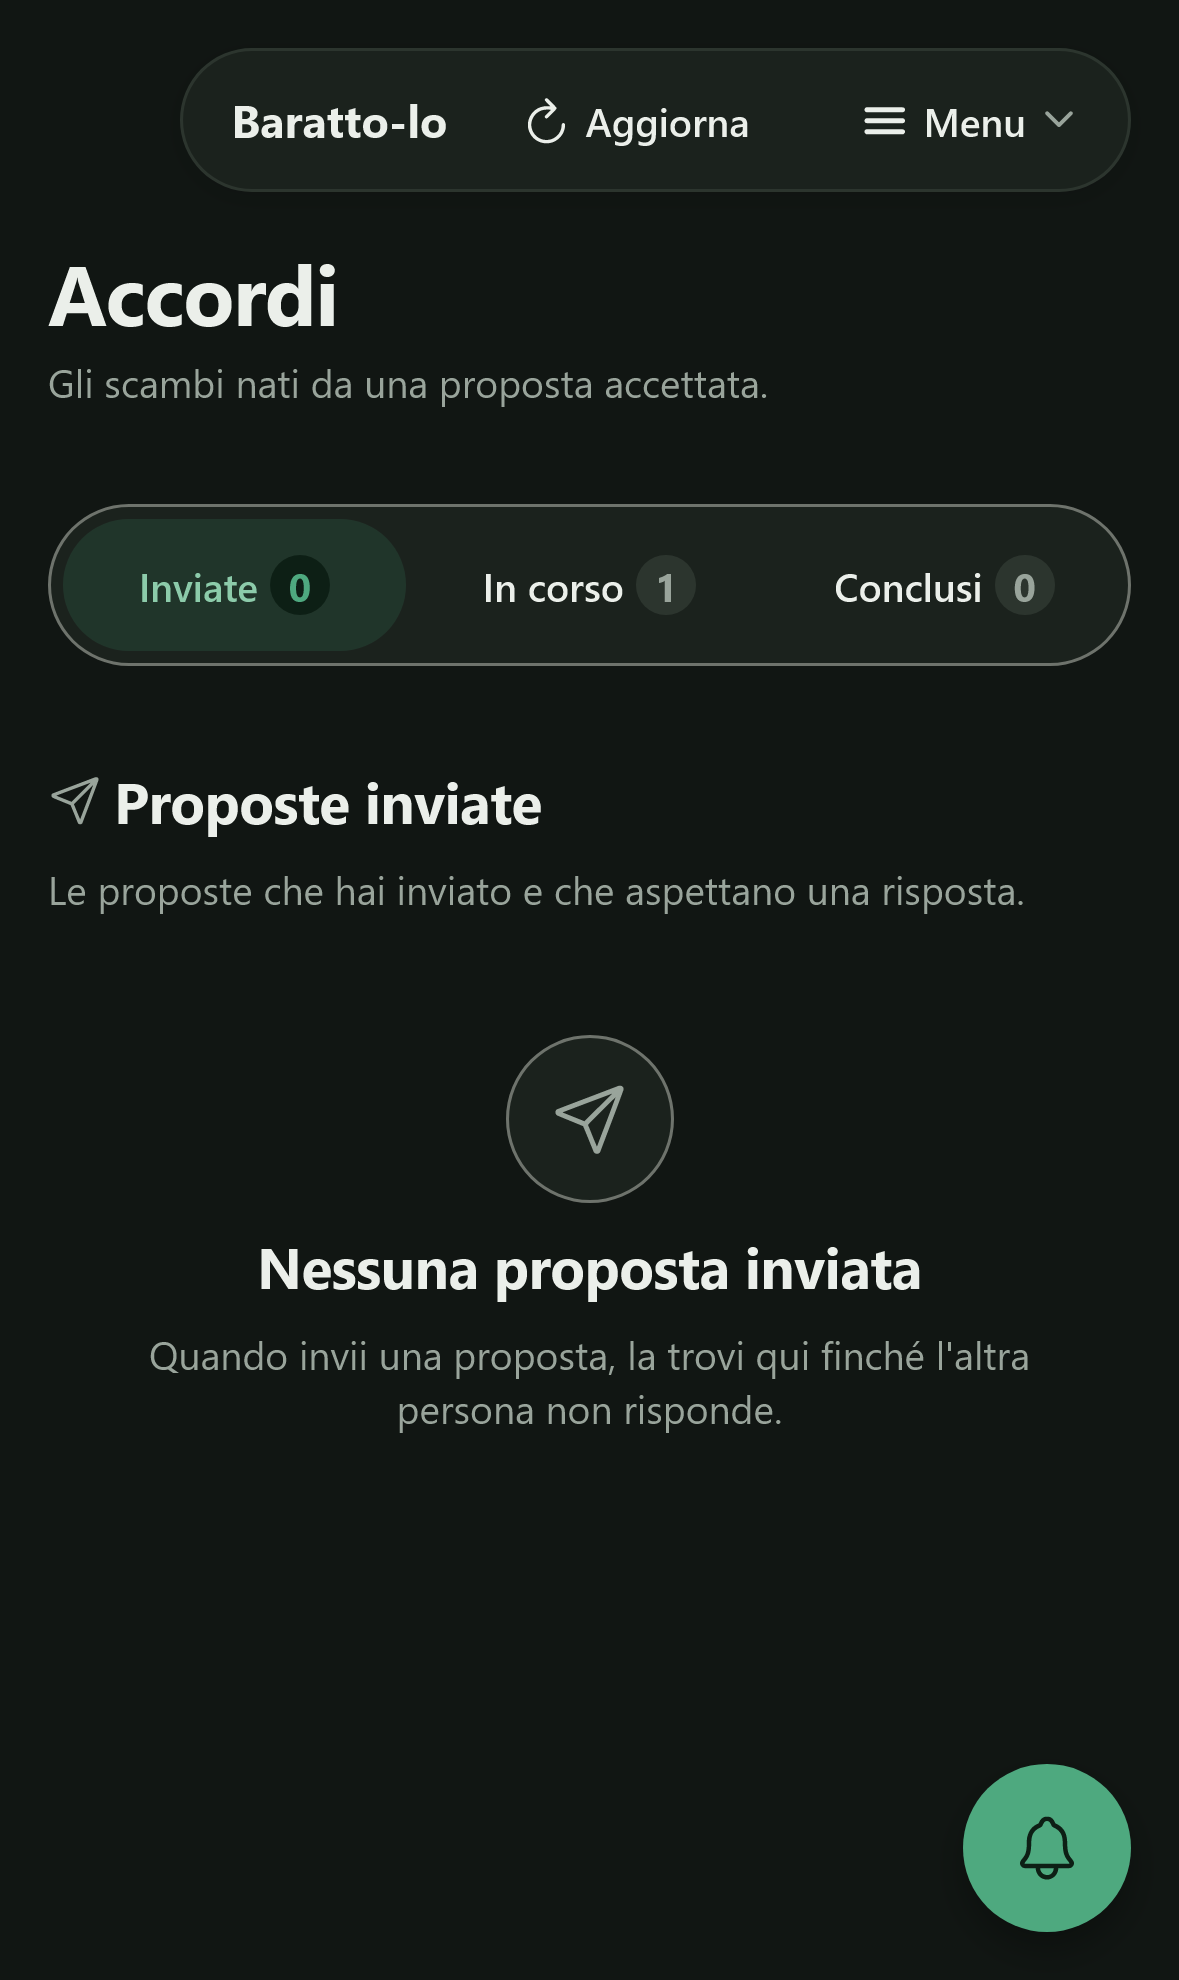 Baratto-lo Aggiorna Menu
Accordi
Gli scambi nati da una proposta accettata.
Inviate 0 In corso 1 Conclusi 0
Proposte inviate
Le proposte che hai inviato e che aspettano una risposta.
Nessuna proposta inviata
Quando invii una proposta, la trovi qui finché l'altra
persona non risponde.